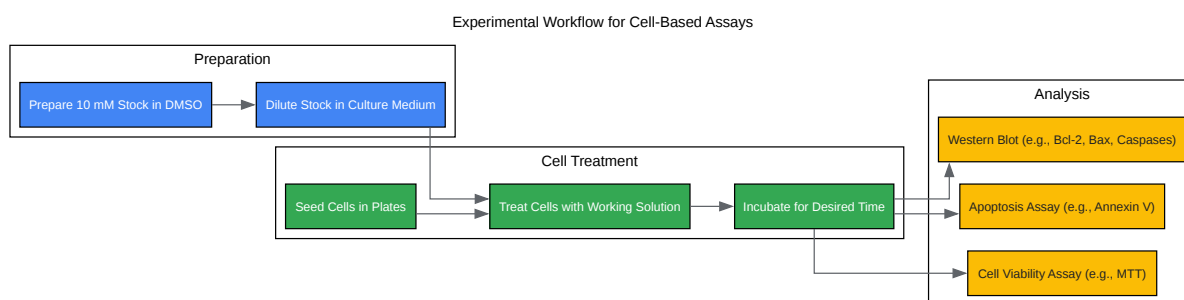 Experimental Workflow for Cell-Based Assays
Preparation
Prepare 10 mM Stock in DMSO
Dilute Stock in Culture Medium
Cell Treatment
Seed Cells in Plates
Treat Cells with Working Solution
Incubate for Desired Time
Analysis
Western Blot (e.g., Bcl-2, Bax, Caspases)
Apoptosis Assay (e.g., Annexin V)
Cell Viability Assay (e.g., MTT)